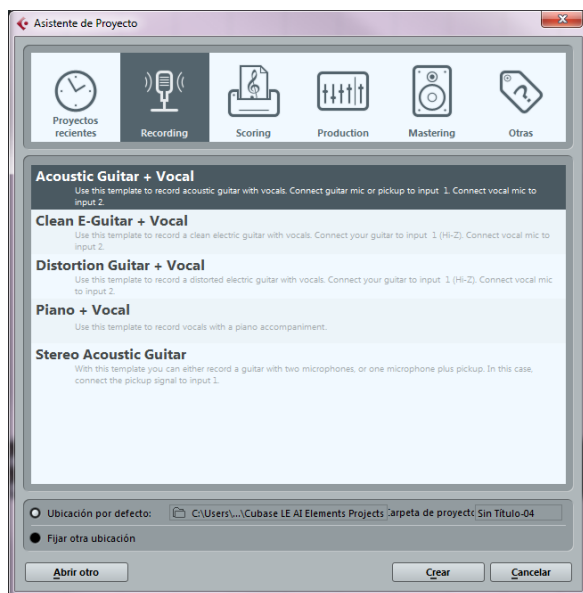 Asistente de Proyecto
Proyectos
recientes
Recording
Scoring
Production
Mastering
Otras
Acoustic Guitar + Vocal
Use this template to record acoustic guitar with vocals. Connect guitar mic or pickup to input 1. Connect vocal mic to
input 2.
Clean E-Guitar + Vocal
Use this template to record a clean electric guitar with vocals. Connect your guitar to input 1 (Hi-Z). Connect vocal mic to
input 2.
Distortion Guitar + Vocal
Use this template to record a distorted electric guitar with vocals. Connect your guitar to input 1 (Hi-Z). Connect vocal mic
to input 2.
Piano + Vocal
Use this template to record vocals with a piano accompaniment.
Stereo Acoustic Guitar
With this template you can either record a guitar with two microphones, or one microphone plus pickup. In this case,
connect the pickup signal to input 1.
Ubicación por defecto: C:\Users\...\Cubase LE AI Elements Projects Carpeta de proyecto Sin Título-04
Fijar otra ubicación
Abrir otro Crear Cancelar